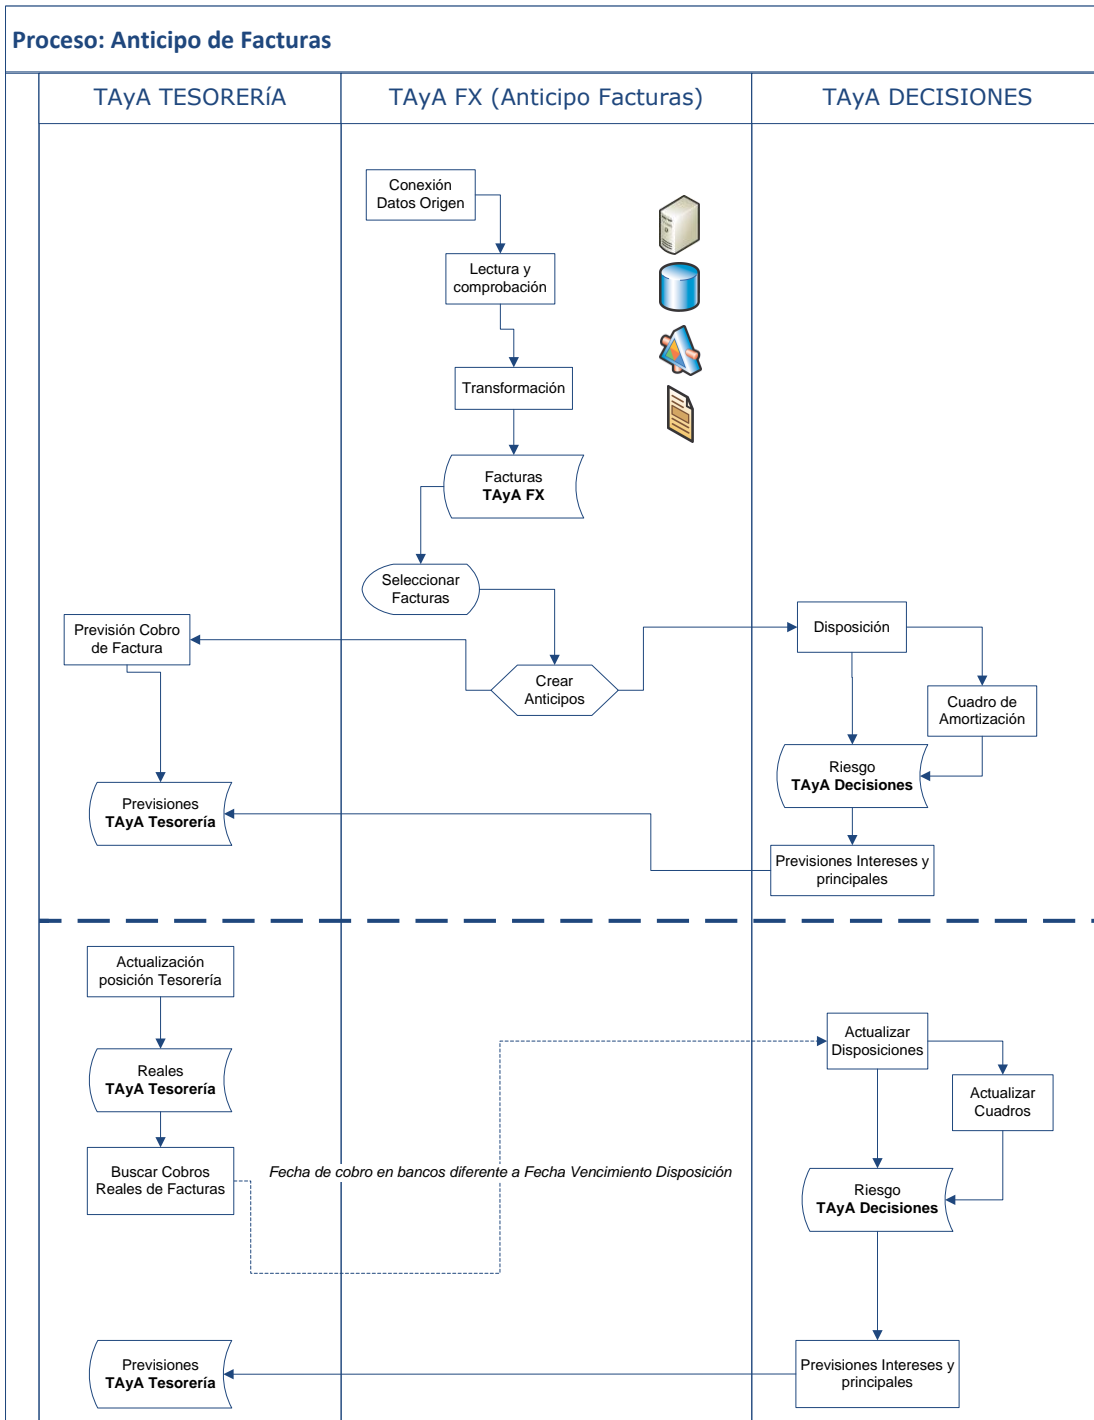 Proceso: Anticipo de Facturas
TAyA TESORERíA
TAyA FX (Anticipo Facturas)
TAyA DECISIONES
Conexión
Datos Origen
Lectura y
comprobación
Transformación
Facturas
TAyA FX
Seleccionar
Facturas
Previsión Cobro
de Factura
Disposición
Crear
Anticipos
Cuadro de
Amortización
Riesgo
TAyA Decisiones
Previsiones
TAyA Tesorería
Previsiones Intereses y
principales
Actualización
posición Tesorería
Actualizar
Disposiciones
Reales
TAyA Tesorería
Actualizar
Cuadros
Buscar Cobros
Reales de Facturas
Fecha de cobro en bancos diferente a Fecha Vencimiento Disposición
Riesgo
TAyA Decisiones
Previsiones
TAyA Tesorería
Previsiones Intereses y
principales